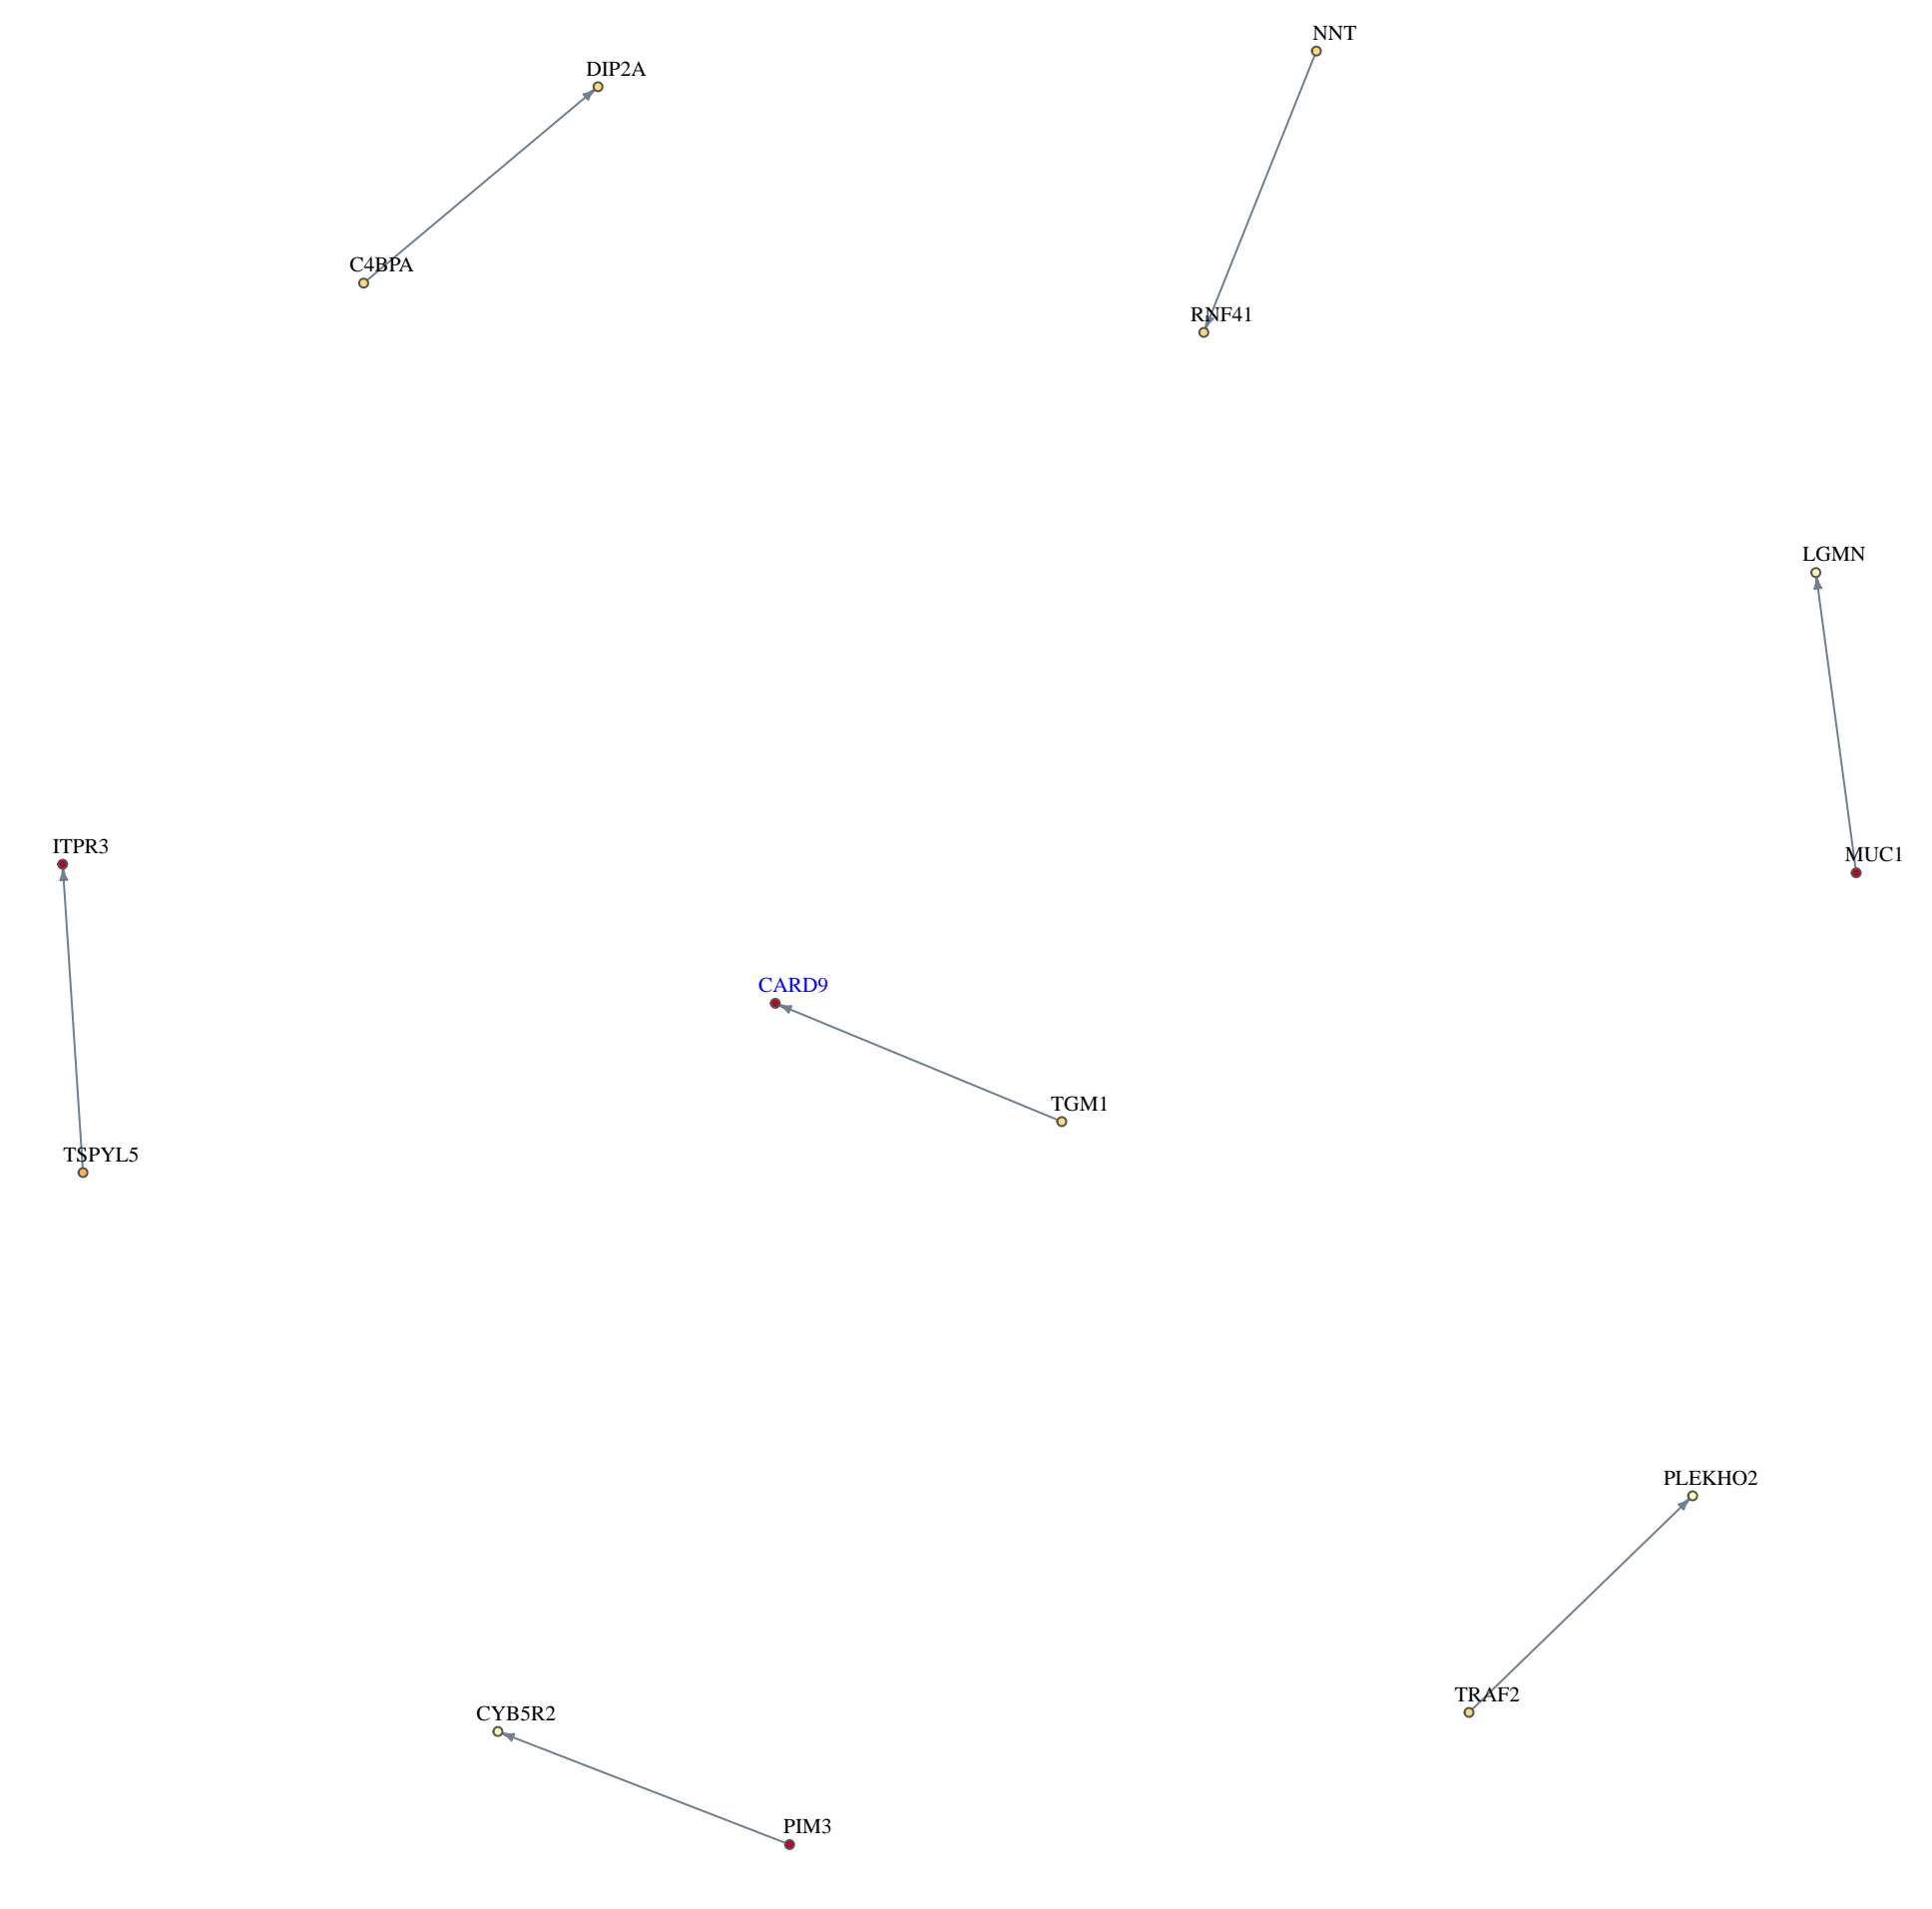 NNT
DIP2A
C4BPA
RNF41
LGMN
ITPR3
MUC1
CARD9
TGM1
TSPYL5
PLEKHO2
TRAF2
CYB5R2
PIM3